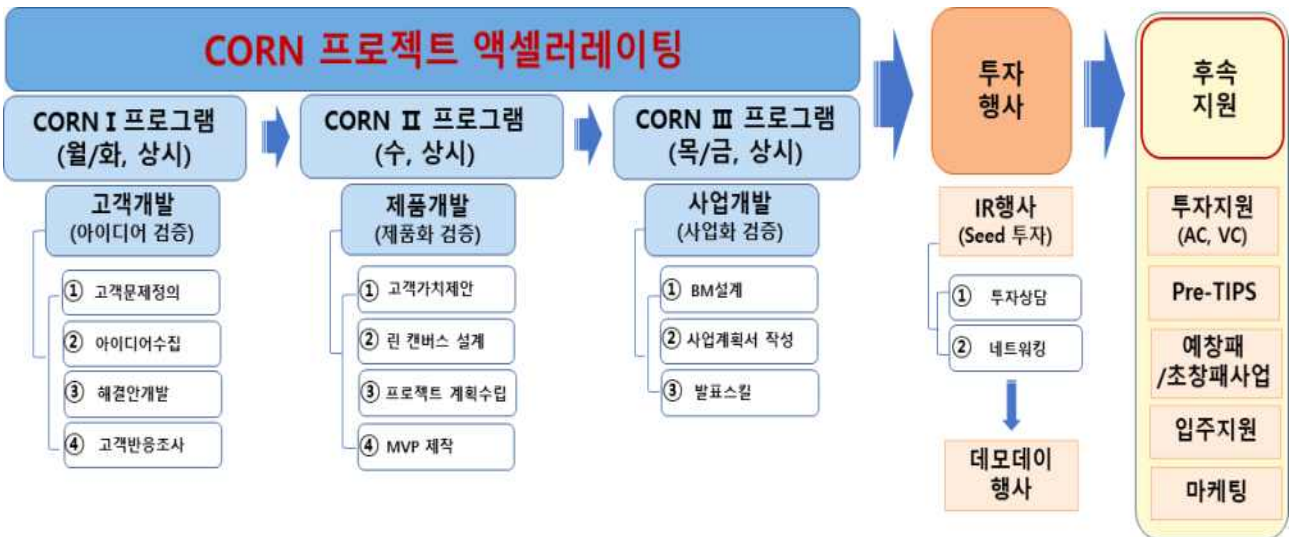 CORN 프로젝트 액셀러레이팅
CORN Ⅰ 프로그램
(월/화, 상시)
고객개발
(아이디어 검증)
① 고객문제정의
② 아이디어수집
③ 해결안개발
④ 고객반응조사
CORN Ⅱ 프로그램
(수, 상시)
제품개발
(제품화 검증)
① 고객가치제안
② 린 캔버스 설계
③ 프로젝트 계획수립
④ MVP 제작
CORN Ⅲ 프로그램
(목/금, 상시)
사업개발
(사업화 검증)
① BM설계
② 사업계획서 작성
③ 발표스킬
투자
행사
IR행사
(Seed 투자)
① 투자상담
② 네트워킹
데모데이
행사
후속
지원
투자지원
(AC, VC)
Pre-TIPS
예창패
/초창패사업
입주지원
마케팅